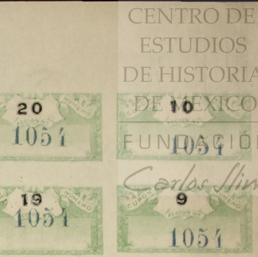 CENTRO DE
ESTUDIOS
DE HISTORIA
DE MÉXICO
FUNDACIÓN
Carlos Slim
20
1054
10
1054
19
1054
9
1054